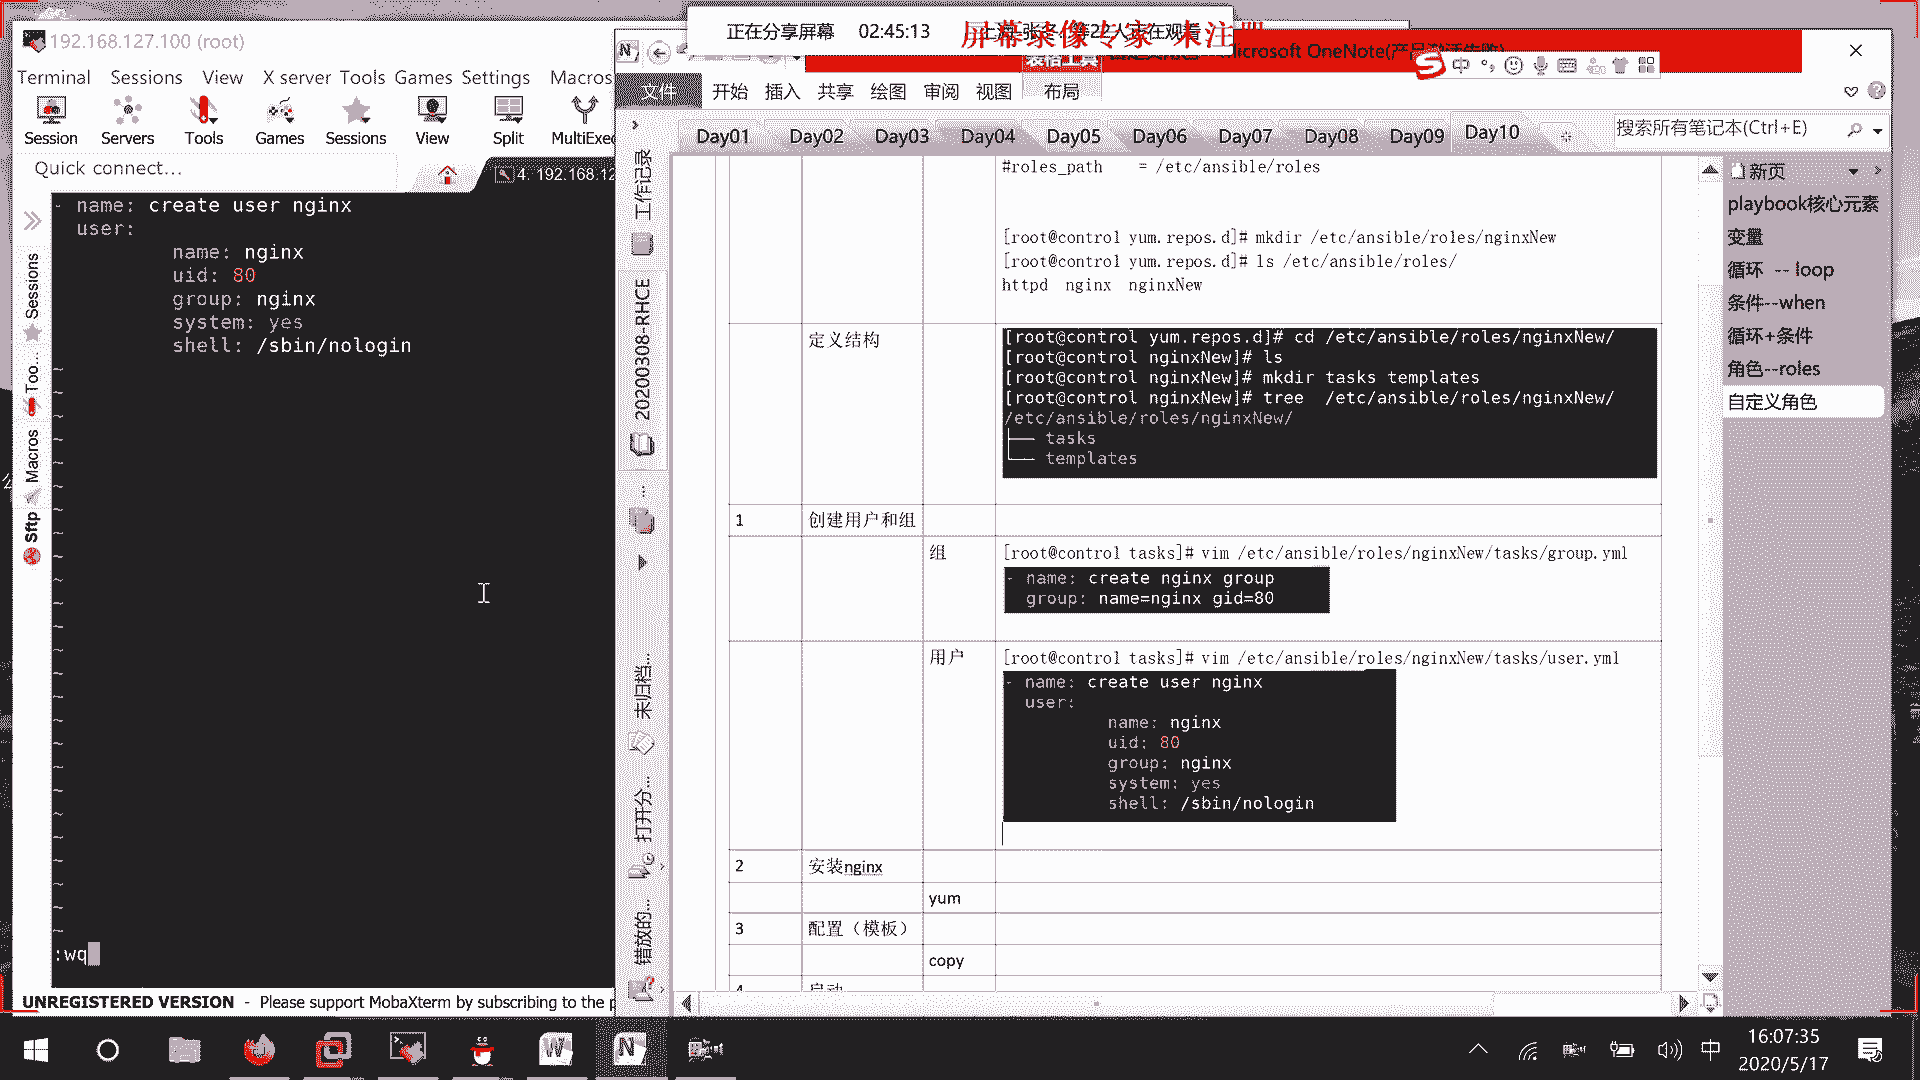 192.168.127.100 (root)
Terminal Sessions View X server Tools Games Settings Macros
Session Servers Tools Games Sessions View Split MultiExec
Quick connect...
4. 192.168.12
- name: create user nginx
user:
name: nginx
uid: 80
group: nginx
system: yes
shell: /sbin/nologin
:wq
Sessions
Too...
Macros
Sftp
UNREGISTERED VERSION - Please support MobaXterm by subscribing to the p
正在分享屏幕 02:45:13
屏幕录像专家 未注册
Microsoft OneNote(产品激活失败)
表格工具
文件 开始 插入 共享 绘图 审阅 视图 布局
Day01 Day02 Day03 Day04 Day05 Day06 Day07 Day08 Day09 Day10
搜索所有笔记本(Ctrl+E)
工作记录
20200308-RHCE
未归档...
打开分...
错放的...
#roles_path = /etc/ansible/roles
[root@control yum.repos.d]# mkdir /etc/ansible/roles/nginxNew
[root@control yum.repos.d]# ls /etc/ansible/roles/
httpd nginx nginxNew
定义结构
[root@control yum.repos.d]# cd /etc/ansible/roles/nginxNew/
[root@control nginxNew]# ls
[root@control nginxNew]# mkdir tasks templates
[root@control nginxNew]# tree /etc/ansible/roles/nginxNew/
/etc/ansible/roles/nginxNew/
├── tasks
└── templates
1 创建用户和组
组 [root@control tasks]# vim /etc/ansible/roles/nginxNew/tasks/group.yml
- name: create nginx group
group: name=nginx gid=80
用户 [root@control tasks]# vim /etc/ansible/roles/nginxNew/tasks/user.yml
- name: create user nginx
user:
name: nginx
uid: 80
group: nginx
system: yes
shell: /sbin/nologin
2 安装nginx
yum
3 配置（模板）
copy
4 启动
新页
playbook核心元素
变量
循环 -- loop
条件--when
循环+条件
角色--roles
自定义角色
中
16:07:35
2020/5/17